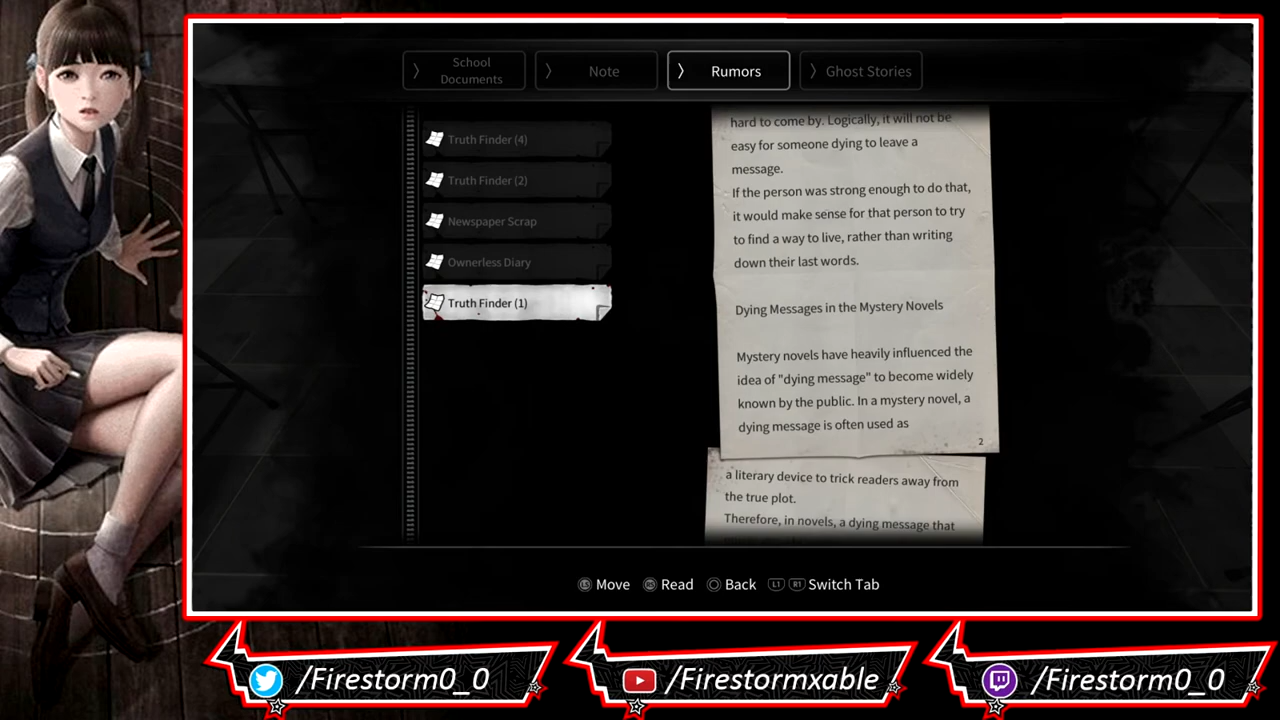 School
Documents
Note
Rumors
Ghost Stories
Truth Finder (4)
Truth Finder (2)
Newspaper Scrap
Ownerless Diary
Truth Finder (1)
hard to come by. Logically, it will not be
easy for someone dying to leave a
message.
If the person was strong enough to do that,
it would make sense for that person to try
to find a way to live, rather than writing
down their last words.
Dying Messages in the Mystery Novels
Mystery novels have heavily influenced the
idea of "dying message" to become widely
known by the public. In a mystery novel, a
dying message is often used as
2
a literary device to trick readers away from
the true plot.
Therefore, in novels, a dying message that
LS Move RS Read Back L1 R1 Switch Tab
/Firestorm0_0
/Firestormxable
/Firestorm0_0